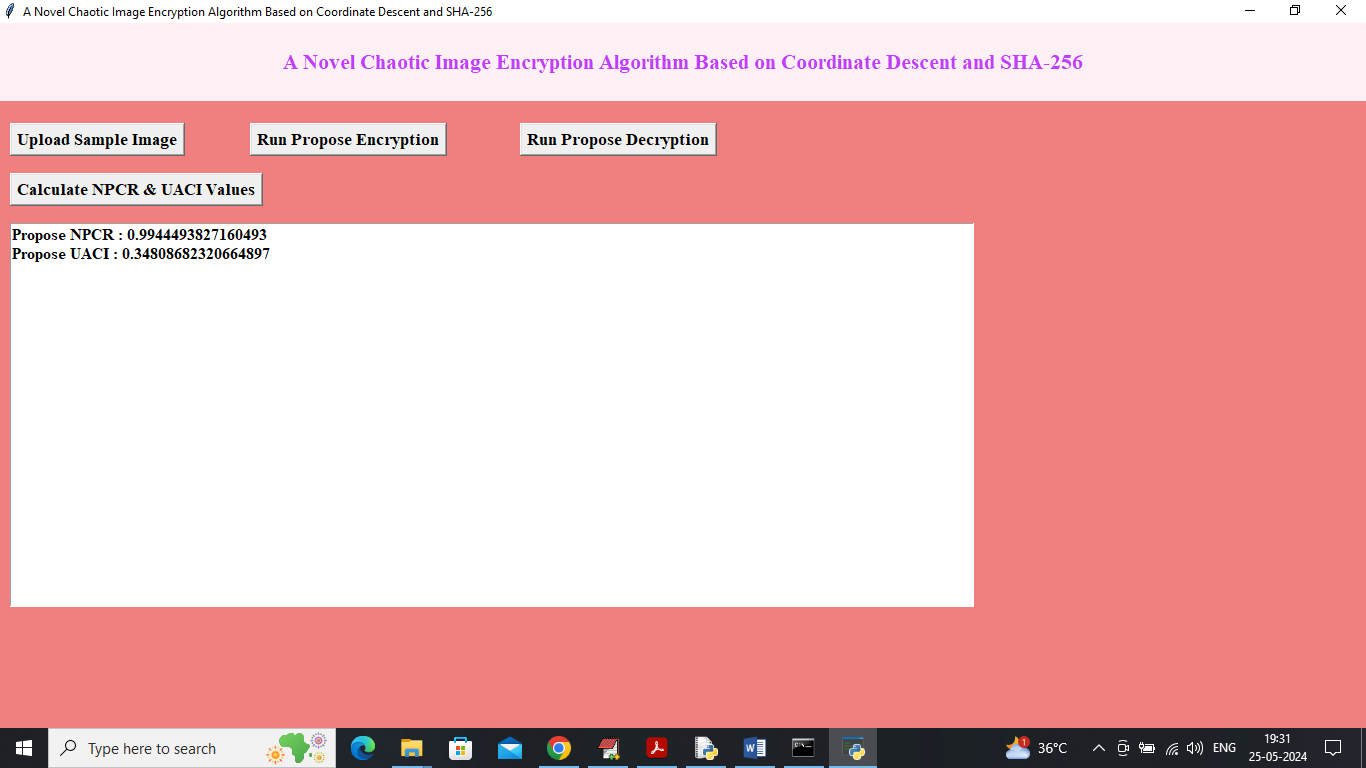 A Novel Chaotic Image Encryption Algorithm Based on Coordinate Descent and SHA-256
A Novel Chaotic Image Encryption Algorithm Based on Coordinate Descent and SHA-256
Upload Sample Image
Run Propose Encryption
Run Propose Decryption
Calculate NPCR & UACI Values
Propose NPCR : 0.9944493827160493
Propose UACI : 0.34808682320664897
Type here to search
1
36°C
ENG
19:31
25-05-2024